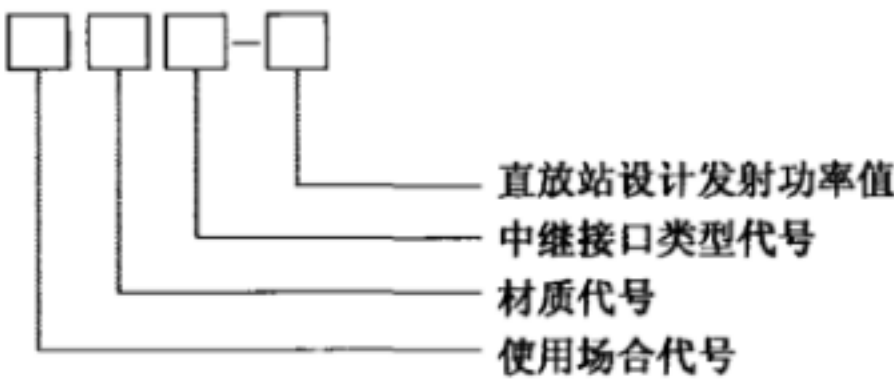 直放站设计发射功率值
中继接口类型代号
材质代号
使用场合代号